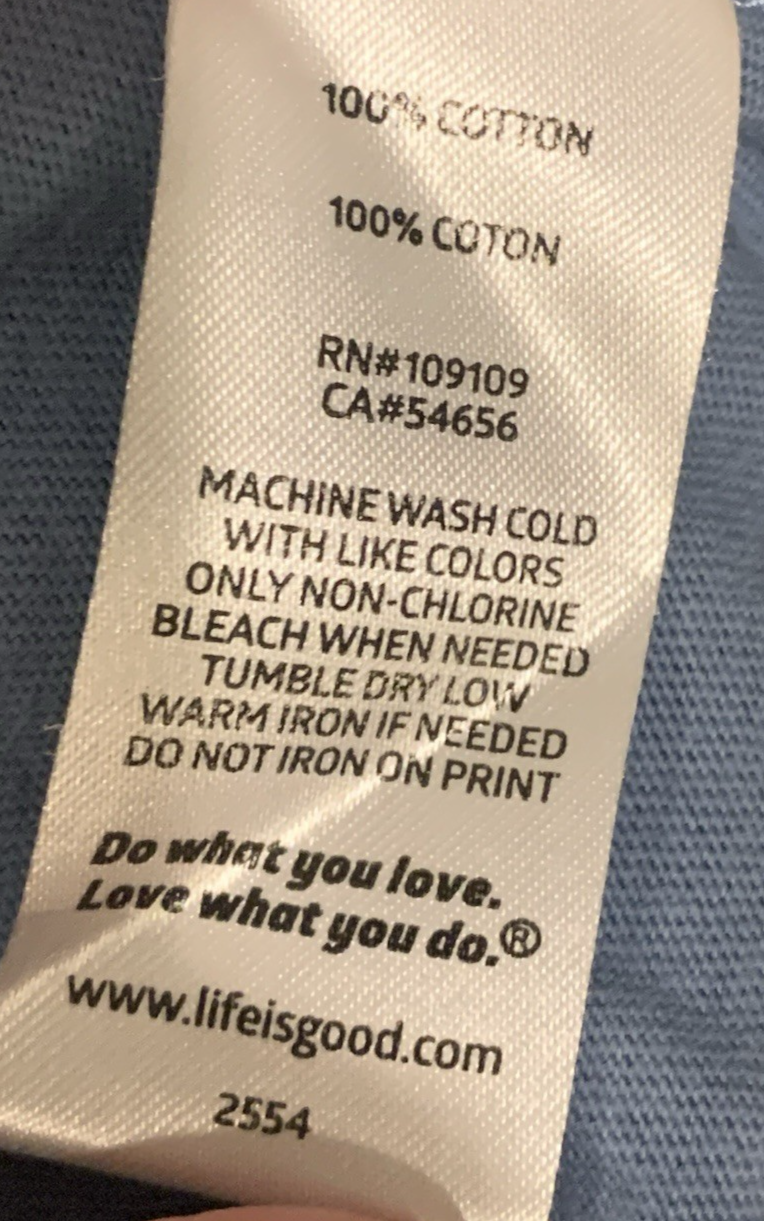 100% COTTON
100% COTON
RN#109109
CA#54656
MACHINE WASH COLD
WITH LIKE COLORS
ONLY NON-CHLORINE
BLEACH WHEN NEEDED
TUMBLE DRY LOW
WARM IRON IF NEEDED
DO NOT IRON ON PRINT
Do what you love.
Love what you do.®
www.lifeisgood.com
2554